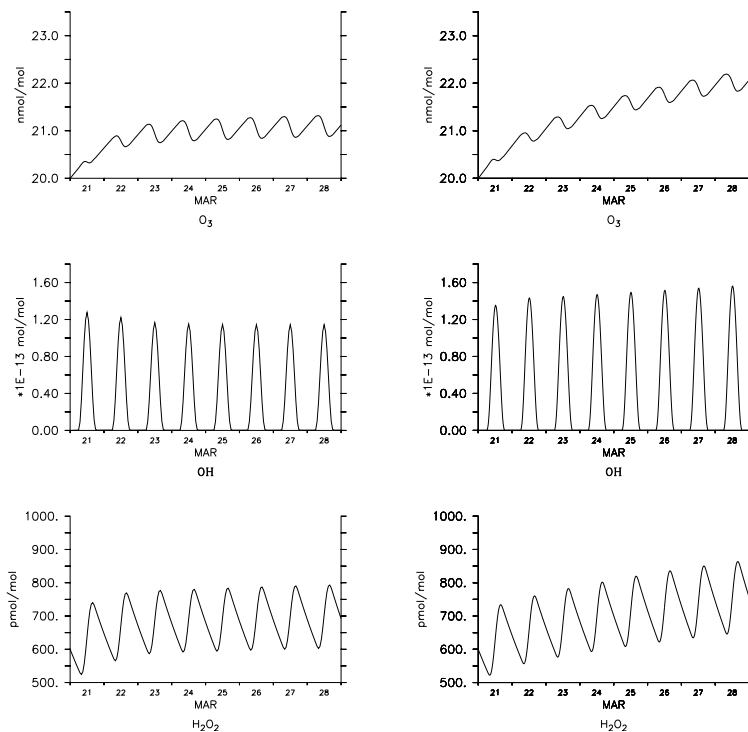 23.0
22.0
21.0
20.0
nmol/mol
21 22 23 24 25 26 27 28
MAR
O₃
23.0
22.0
21.0
20.0
nmol/mol
21 22 23 24 25 26 27 28
MAR
O₃
1.60
1.20
0.80
0.40
0.00
*1E-13 mol/mol
21 22 23 24 25 26 27 28
MAR
OH
1.60
1.20
0.80
0.40
0.00
*1E-13 mol/mol
21 22 23 24 25 26 27 28
MAR
OH
1000.
900.
800.
700.
600.
500.
pmol/mol
21 22 23 24 25 26 27 28
MAR
H₂O₂
1000.
900.
800.
700.
600.
500.
pmol/mol
21 22 23 24 25 26 27 28
MAR
H₂O₂